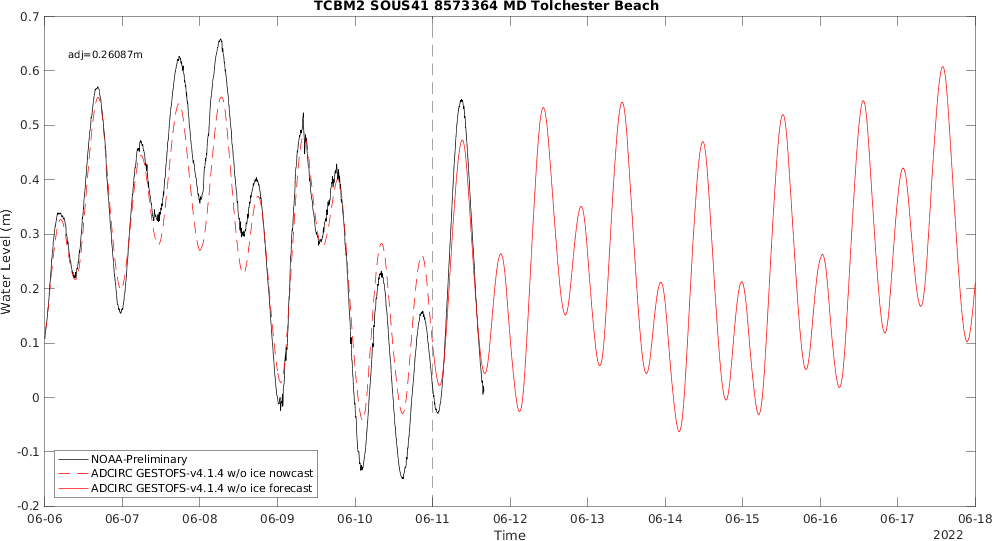 TCBM2 SOUS41 8573364 MD Tolchester Beach
adj=0.26087m
0.7
0.6
0.5
0.4
0.3
0.2
0.1
0
-0.1
-0.2
Water Level (m)
NOAA-Preliminary
ADCIRC GESTOFS-v4.1.4 w/o ice nowcast
ADCIRC GESTOFS-v4.1.4 w/o ice forecast
06-06 06-07 06-08 06-09 06-10 06-11 06-12 06-13 06-14 06-15 06-16 06-17 06-18
Time
2022